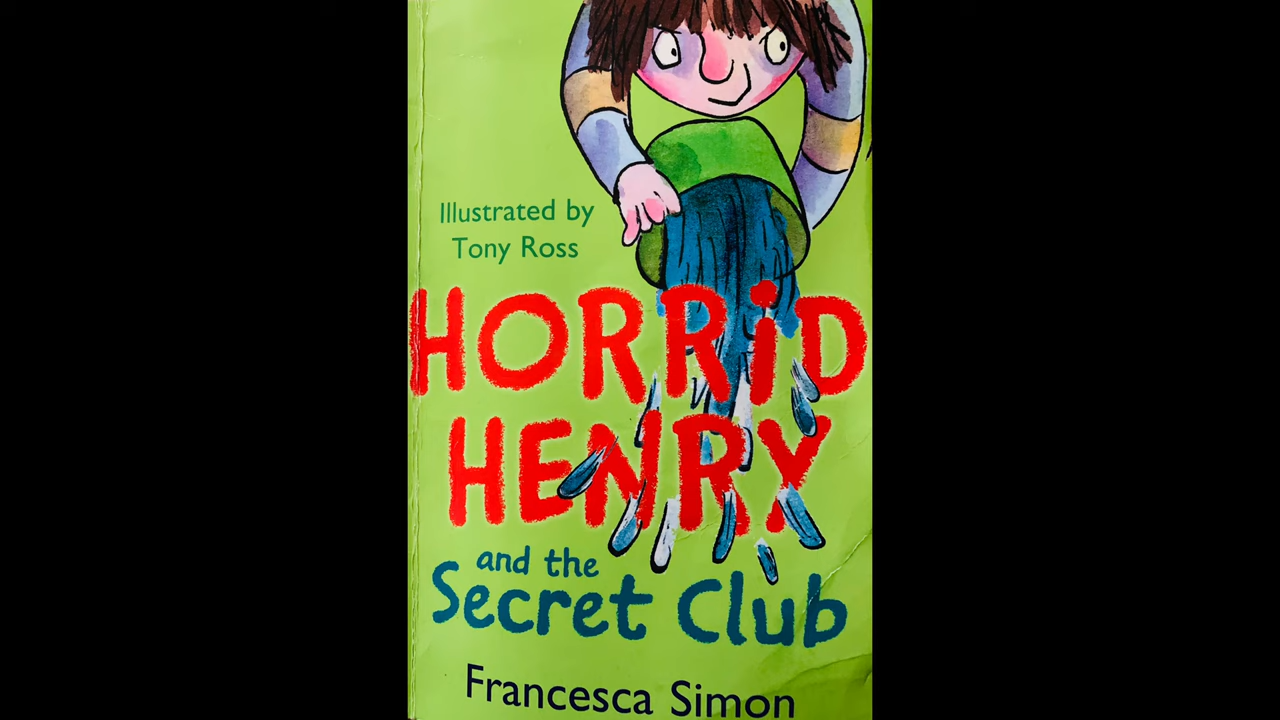 Illustrated by
Tony Ross
HORRiD
HENRY
and the
Secret Club
Francesca Simon